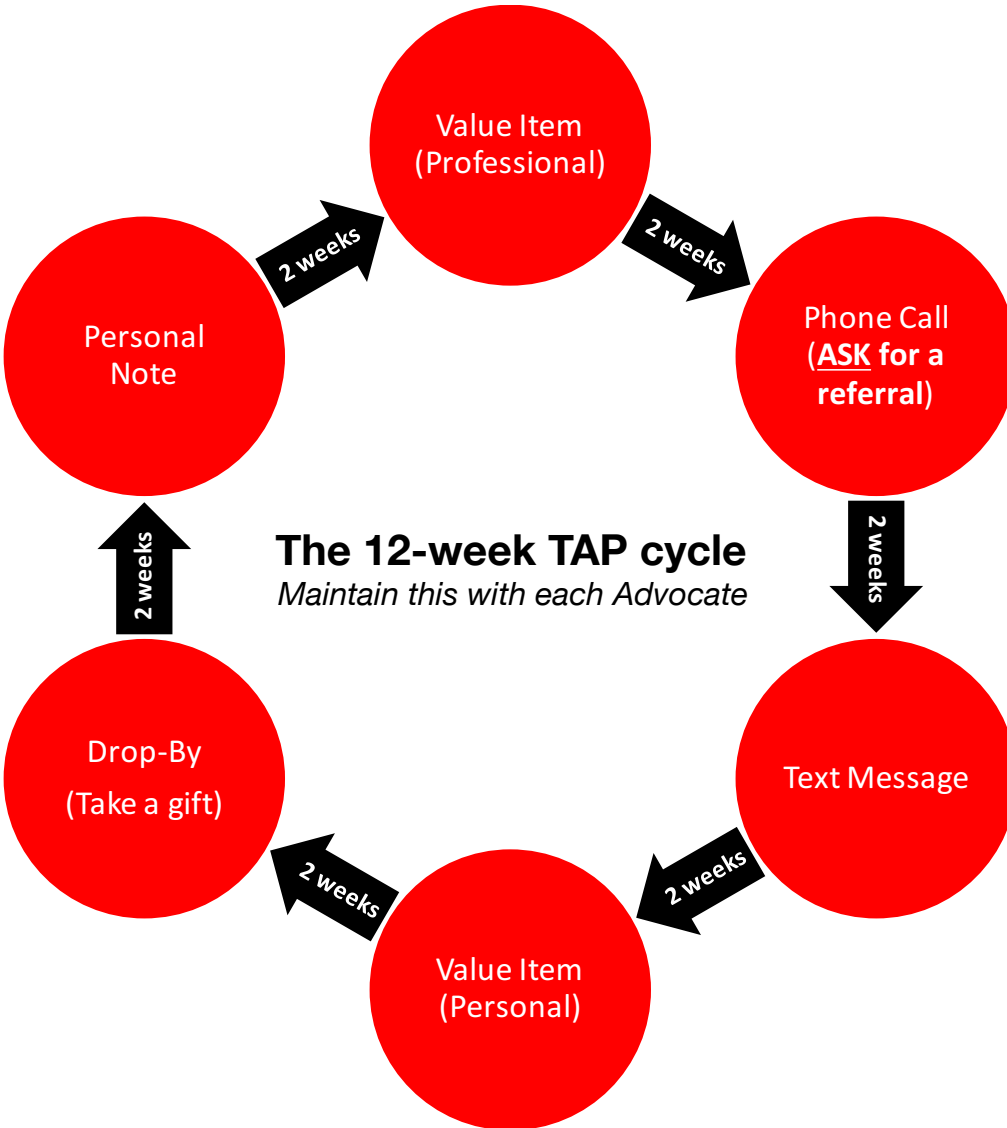 Value Item
(Professional)
2 weeks
Phone Call
(ASK for a
referral)
2 weeks
Text Message
2 weeks
Value Item
(Personal)
2 weeks
Drop-By
(Take a gift)
2 weeks
Personal
Note
2 weeks
The 12-week TAP cycle
Maintain this with each Advocate